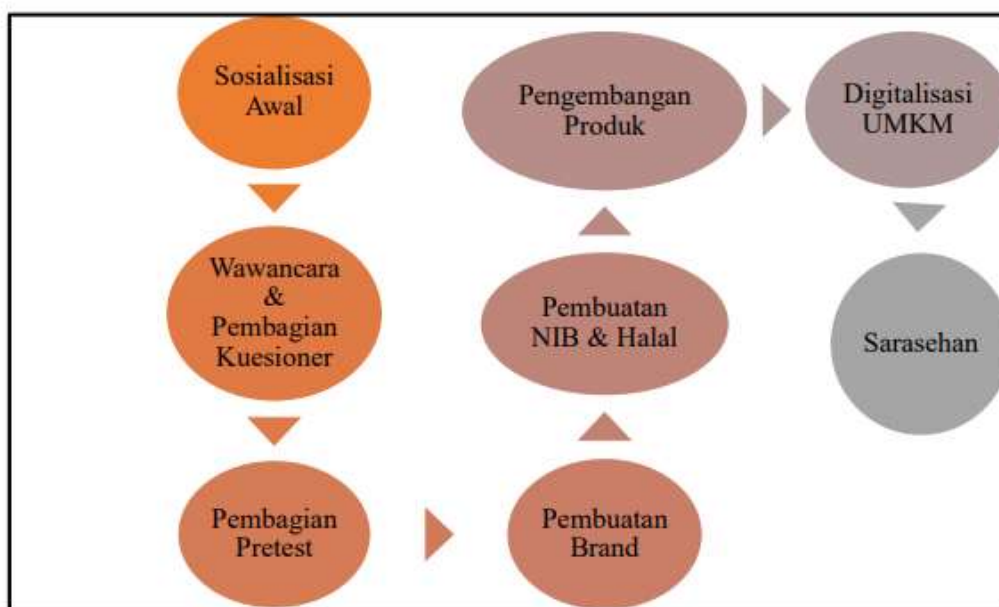 Sosialisasi
Awal
Wawancara
&
Pembagian
Kuesioner
Pembagian
Pretest
Pembuatan
Brand
Pembuatan
NIB & Halal
Pengembangan
Produk
Digitalisasi
UMKM
Sarasehan